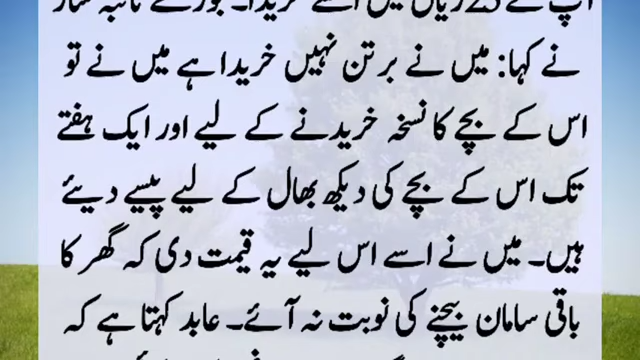 نے کہا: میں نے برتن نہیں خریدا ہے میں نے تو
اس کے بچے کا نسخہ خریدنے کے لیے اور ایک ہفتے
تک اس کے بچے کی دیکھ بھال کے لیے پیسے دیئے
ہیں۔ میں نے اسے اس لیے یہ قیمت دی کہ گھر کا
باقی سامان بیچنے کی نوبت نہ آئے۔ عابد کہتا ہے کہ